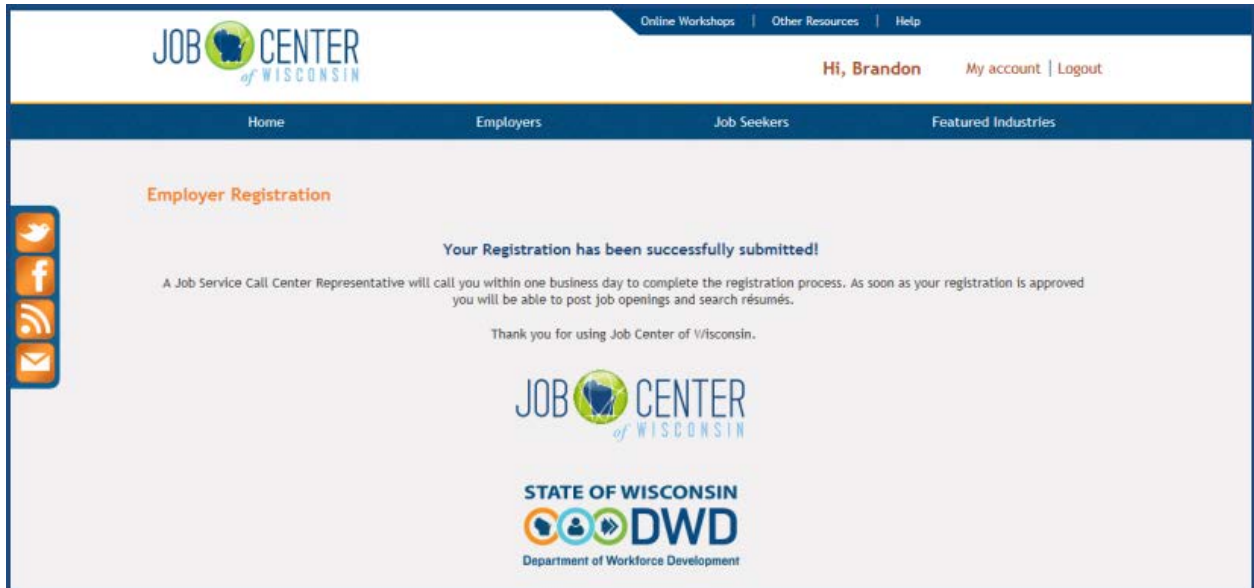 Online Workshops | Other Resources | Help
JOB CENTER
of WISCONSIN
Hi, Brandon My account | Logout
Home Employers Job Seekers Featured Industries
Employer Registration
Your Registration has been successfully submitted!
A Job Service Call Center Representative will call you within one business day to complete the registration process. As soon as your registration is approved
you will be able to post job openings and search résumés.
Thank you for using Job Center of Wisconsin.
JOB CENTER
of WISCONSIN
STATE OF WISCONSIN
DWD
Department of Workforce Development